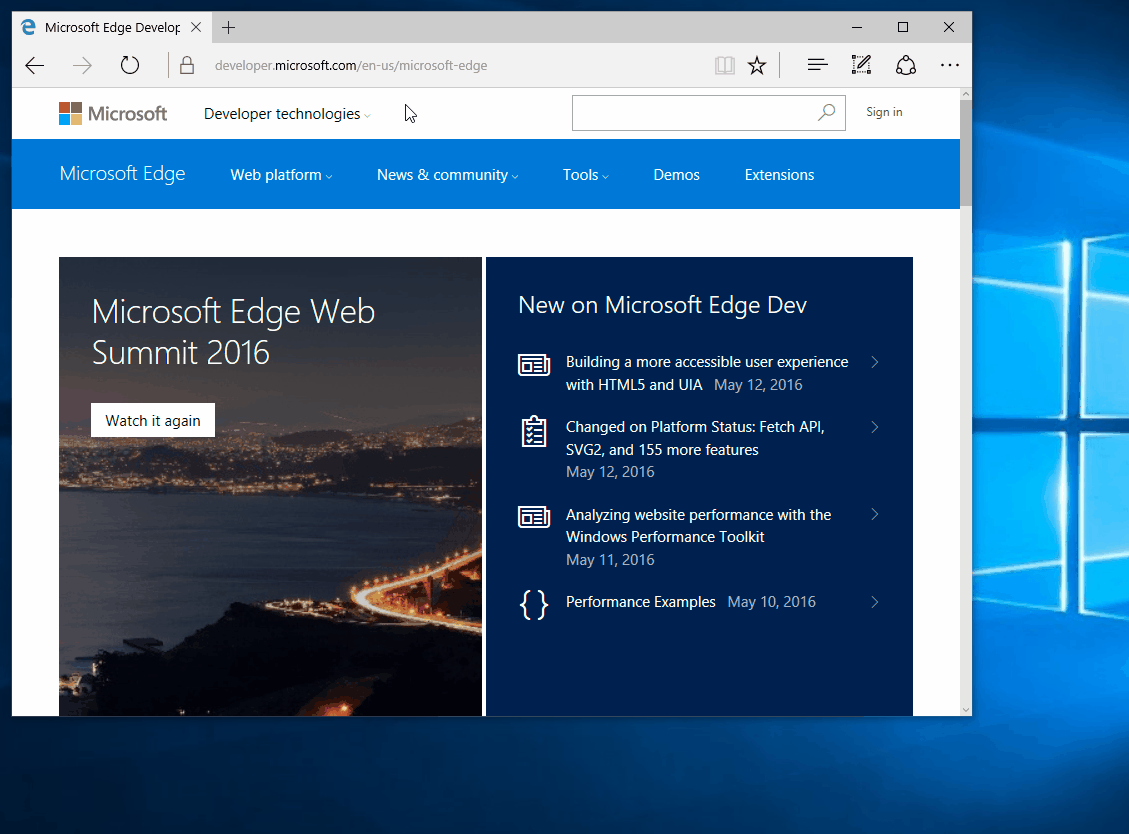 Microsoft Edge Develop
developer.microsoft.com/en-us/microsoft-edge
Microsoft
Developer technologies
Sign in
Microsoft Edge
Web platform
News & community
Tools
Demos
Extensions
Microsoft Edge Web
Summit 2016
Watch it again
New on Microsoft Edge Dev
Building a more accessible user experience
with HTML5 and UIA May 12, 2016
Changed on Platform Status: Fetch API,
SVG2, and 155 more features
May 12, 2016
Analyzing website performance with the
Windows Performance Toolkit
May 11, 2016
Performance Examples May 10, 2016